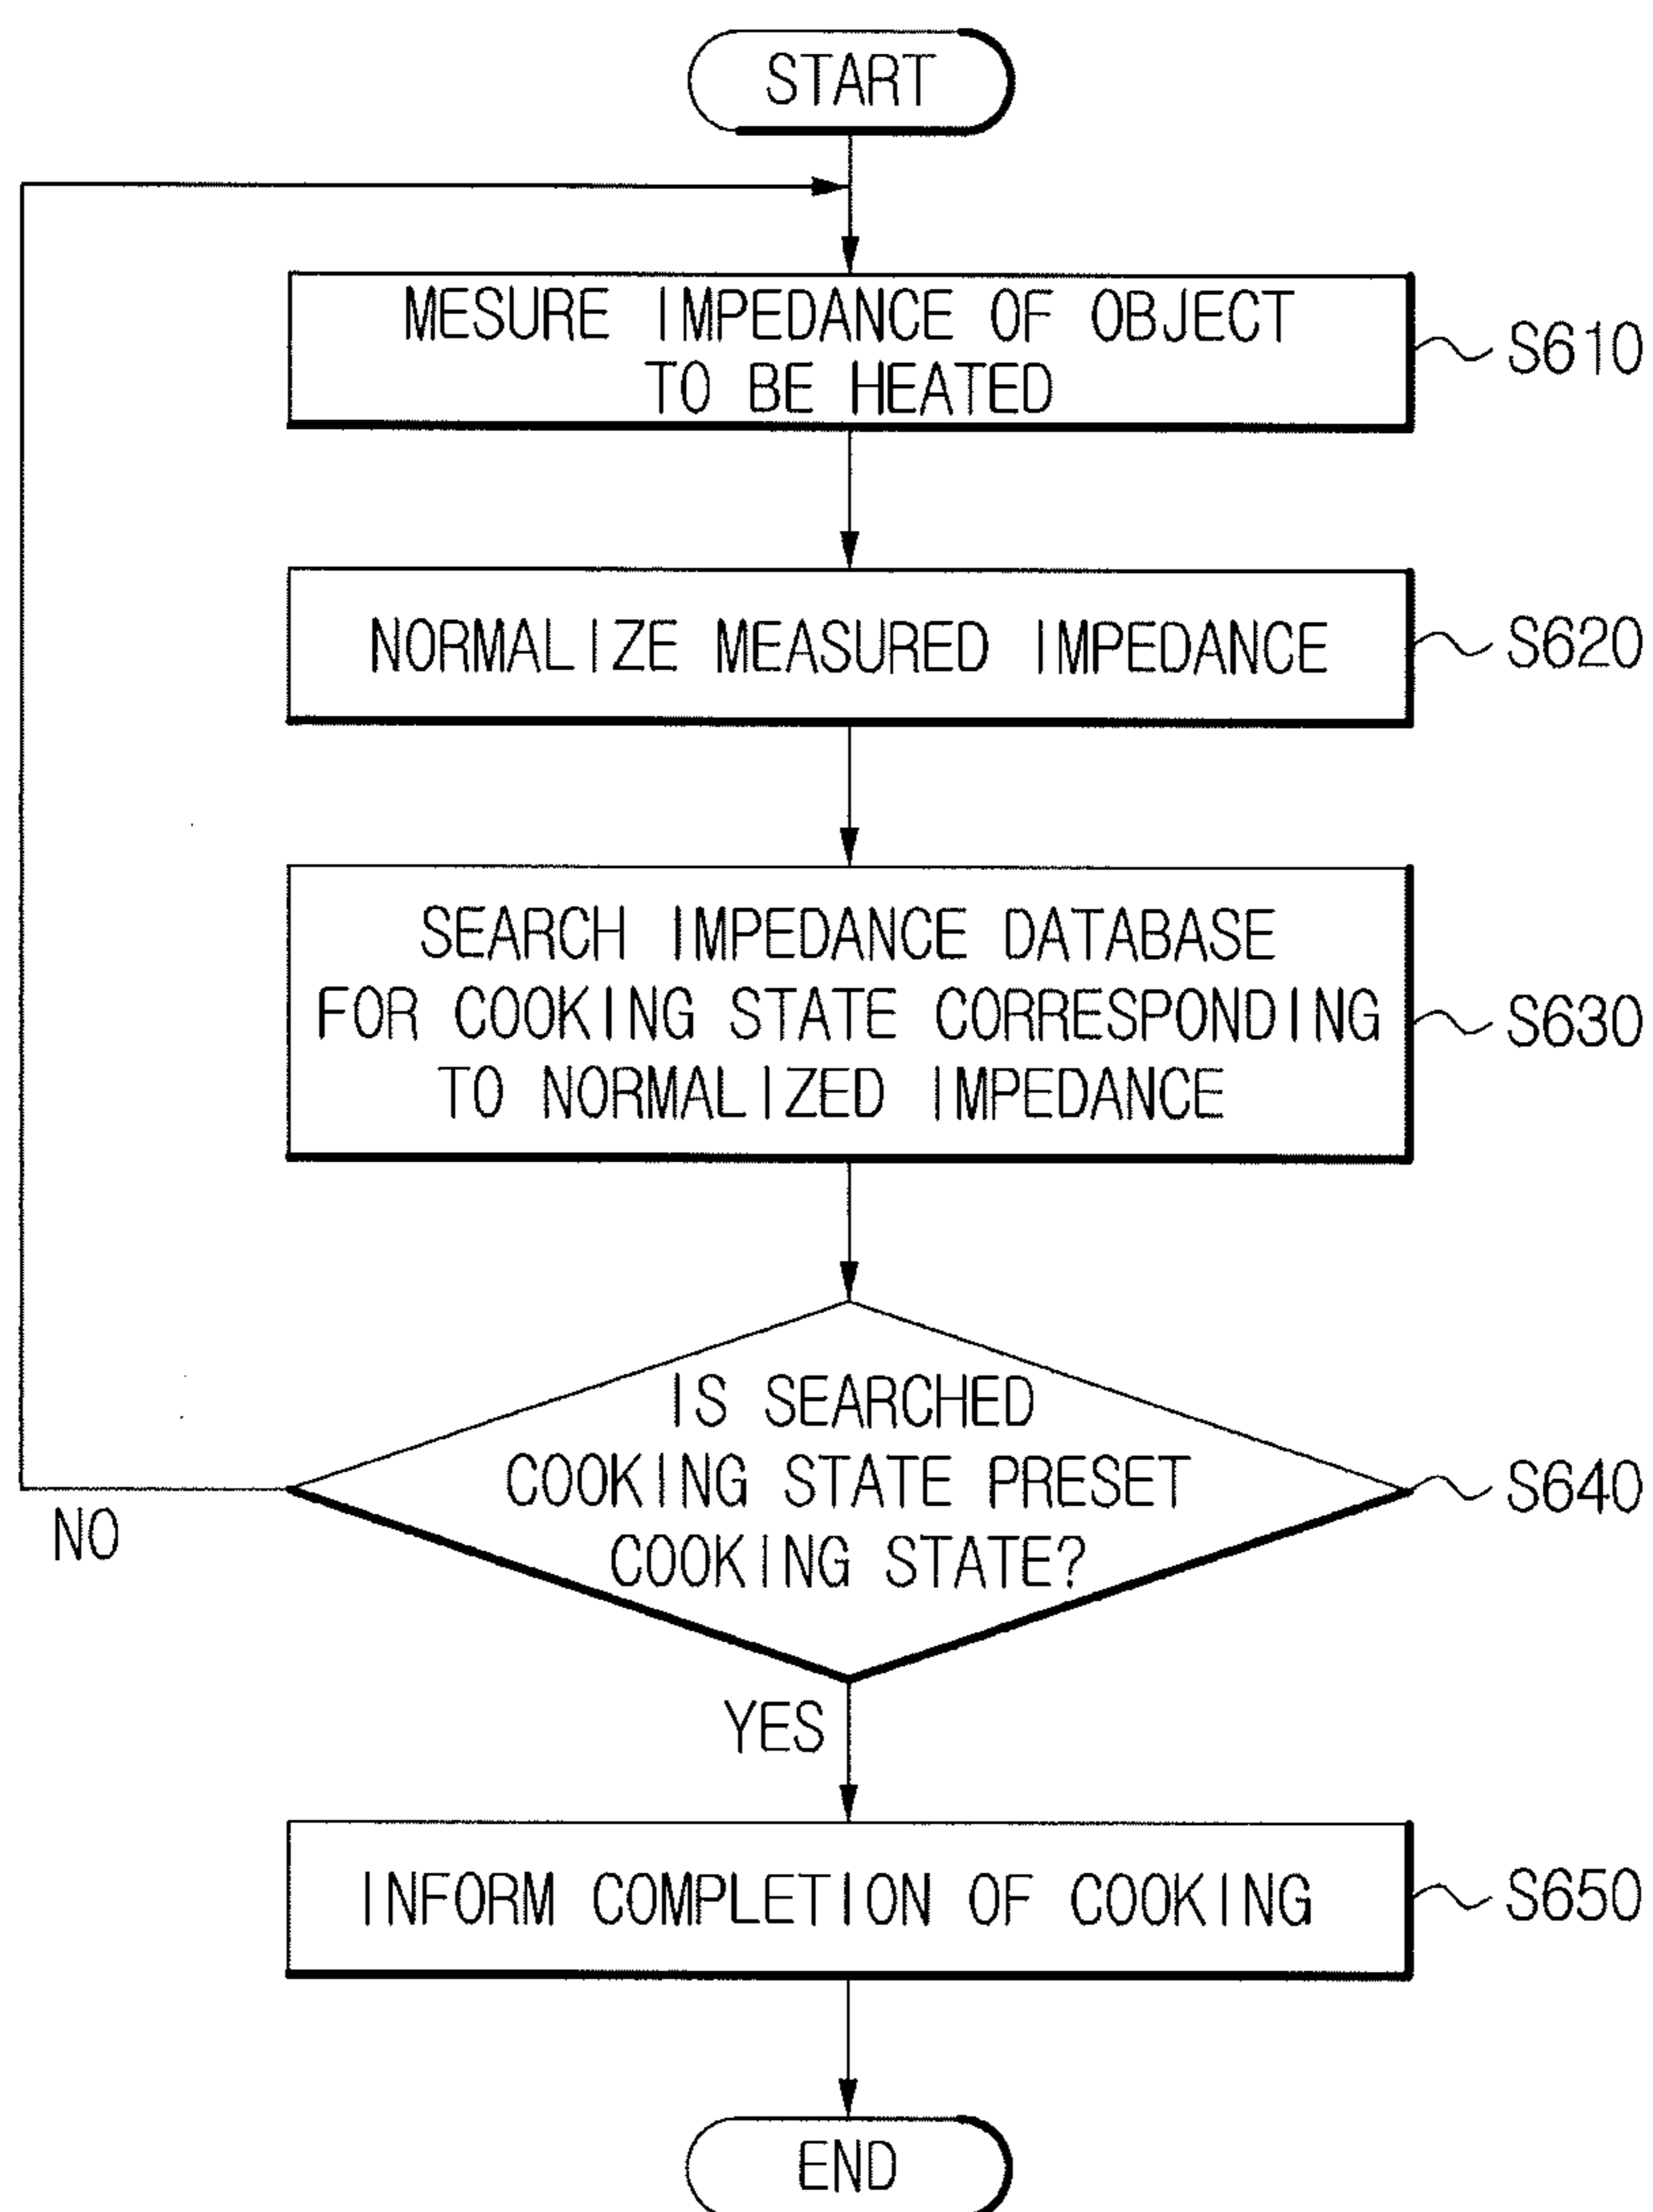 START
MESURE IMPEDANCE OF OBJECT
TO BE HEATED
S610
NORMALIZE MEASURED IMPEDANCE
S620
SEARCH IMPEDANCE DATABASE
FOR COOKING STATE CORRESPONDING
TO NORMALIZED IMPEDANCE
S630
IS SEARCHED
COOKING STATE PRESET
COOKING STATE?
S640
NO
YES
INFORM COMPLETION OF COOKING
S650
END